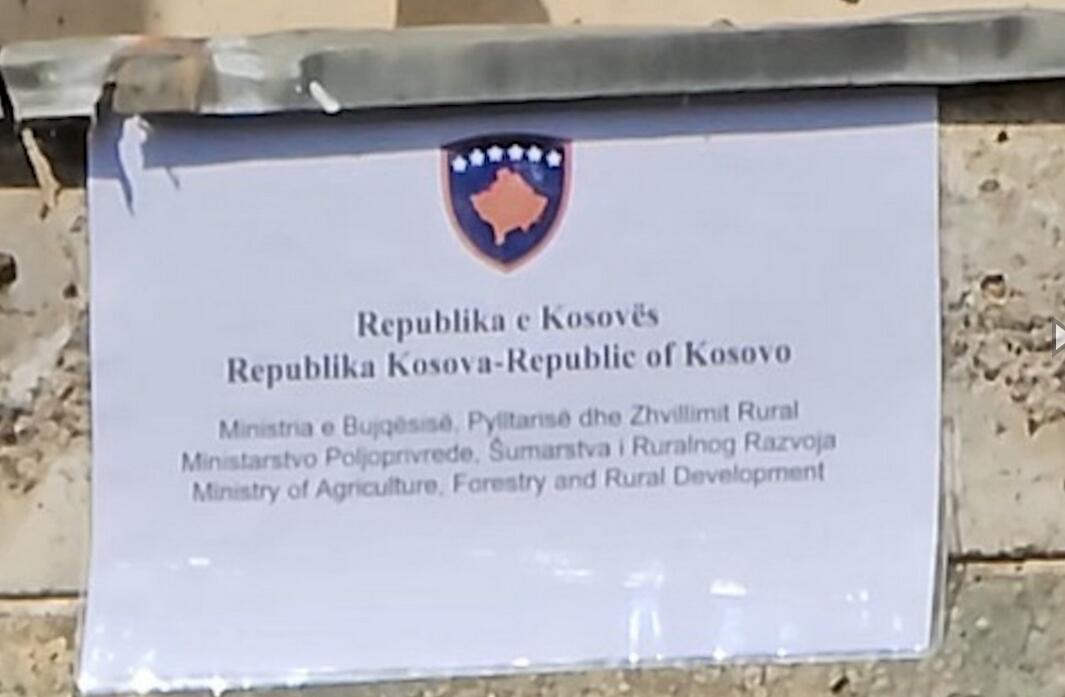 Republika e Kosovës
Republika Kosova-Republic of Kosovo
Ministria e Bujqësisë, Pylltarisë dhe Zhvillimit Rural
Ministarstvo Poljoprivrede, Šumarstva i Ruralnog Razvoja
Ministry of Agriculture, Forestry and Rural Development